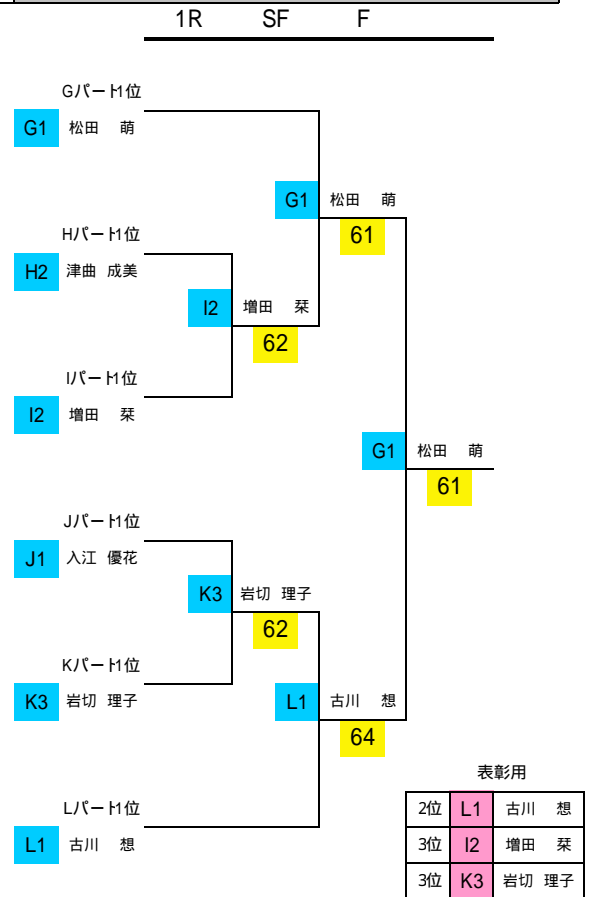 1R SF F
Gパート1位
G1 松田 萌
G1 松田 萌
61
Hパート1位
H2 津曲 成美
I2 増田 栞
62
Iパート1位
I2 増田 栞
G1 松田 萌
61
Jパート1位
J1 入江 優花
K3 岩切 理子
62
Kパート1位
K3 岩切 理子
L1 古川 想
64
表彰用
Lパート1位
2位 L1 古川 想
L1 古川 想
3位 I2 増田 栞
3位 K3 岩切 理子